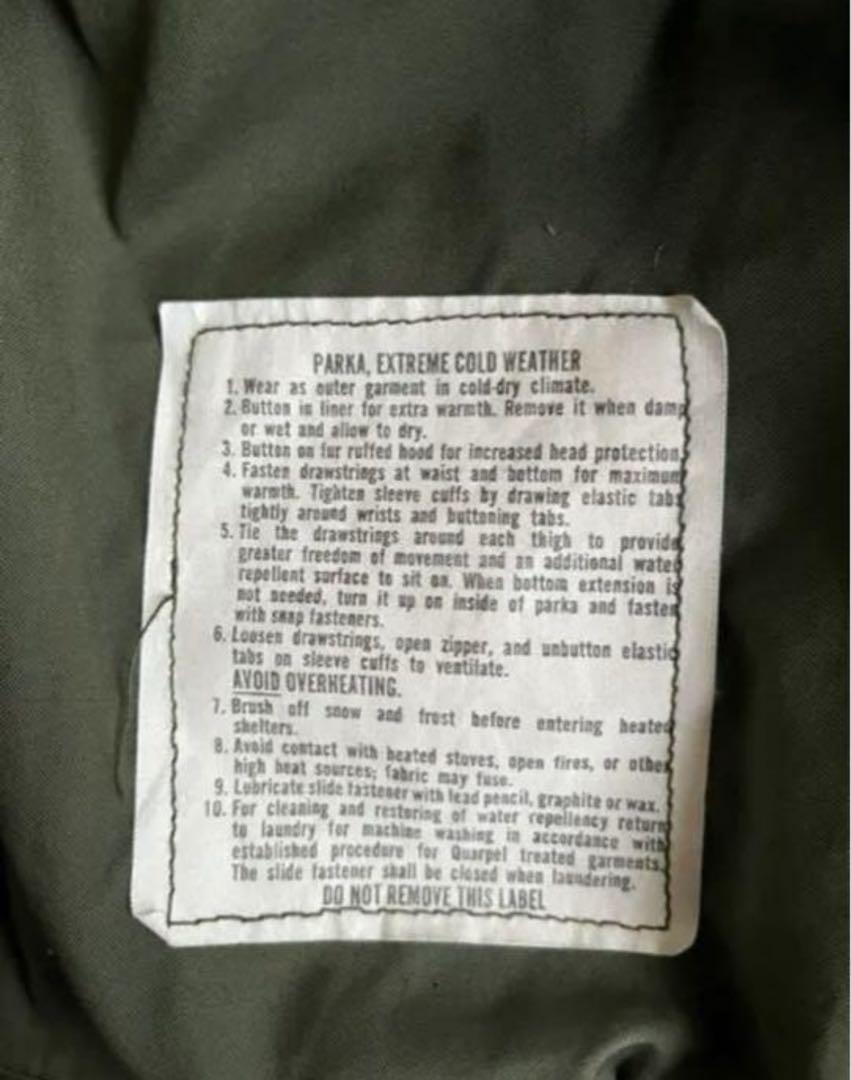 PARKA, EXTREME COLD WEATHER
1. Wear as outer garment in cold-dry climate.
2. Button in liner for extra warmth. Remove it when damp
or wet and allow to dry.
3. Button on fur ruffed hood for increased head protection.
4. Fasten drawstrings at waist and bottom for maximum
warmth. Tighten sleeve cuffs by drawing elastic tabs
tightly around wrists and buttoning tabs.
5. Tie the drawstrings around each thigh to provide
greater freedom of movement and an additional water
repellent surface to sit on. When bottom extension is
not needed, turn it up on inside of parka and fasten
with snap fasteners.
6. Loosen drawstrings, open zipper, and unbutton elastic
tabs on sleeve cuffs to ventilate.
AVOID OVERHEATING.
7. Brush off snow and frost before entering heated
shelters.
8. Avoid contact with heated stoves, open fires, or other
high heat sources; fabric may fuse.
9. Lubricate slide fastener with lead pencil, graphite or wax.
10. For cleaning and restoring of water repellency return
to laundry for machine washing in accordance with
established procedure for Quarpel treated garments.
The slide fastener shall be closed when laundering.
DO NOT REMOVE THIS LABEL